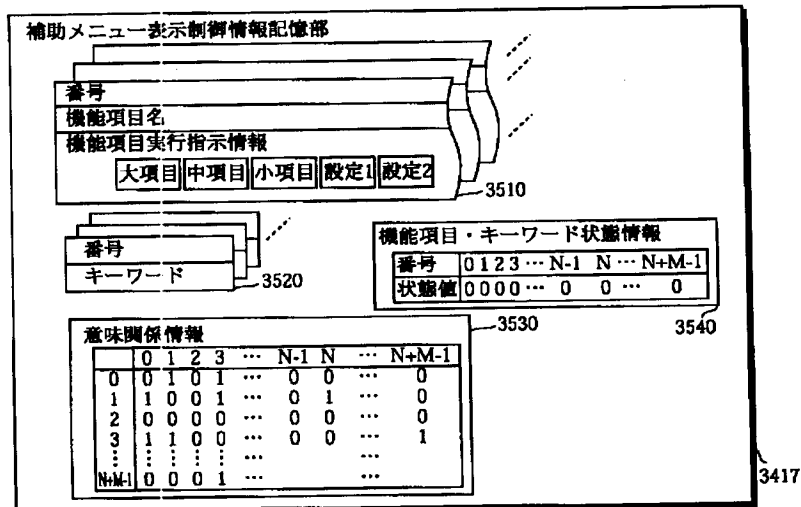 補助メニュー表示制御情報記憶部
番号
機能項目名
機能項目実行指示情報
大項目 中項目 小項目 設定1 設定2
3510
番号
キーワード
3520
機能項目・キーワード状態情報
番号 0 1 2 3 … N-1 N … N+M-1
状態値 0 0 0 0 … 0 0 … 0
3540
意味関係情報
3530
0 1 2 3 … N-1 N … N+M-1
0 0 1 0 1 … 0 0 … 0
1 1 0 0 1 … 0 1 … 0
2 0 0 0 0 … 0 0 … 0
3 1 1 0 0 … 0 0 … 1
⋮ ⋮ ⋮ ⋮ ⋮ … …
N+M-1 0 0 0 1 … …
3417